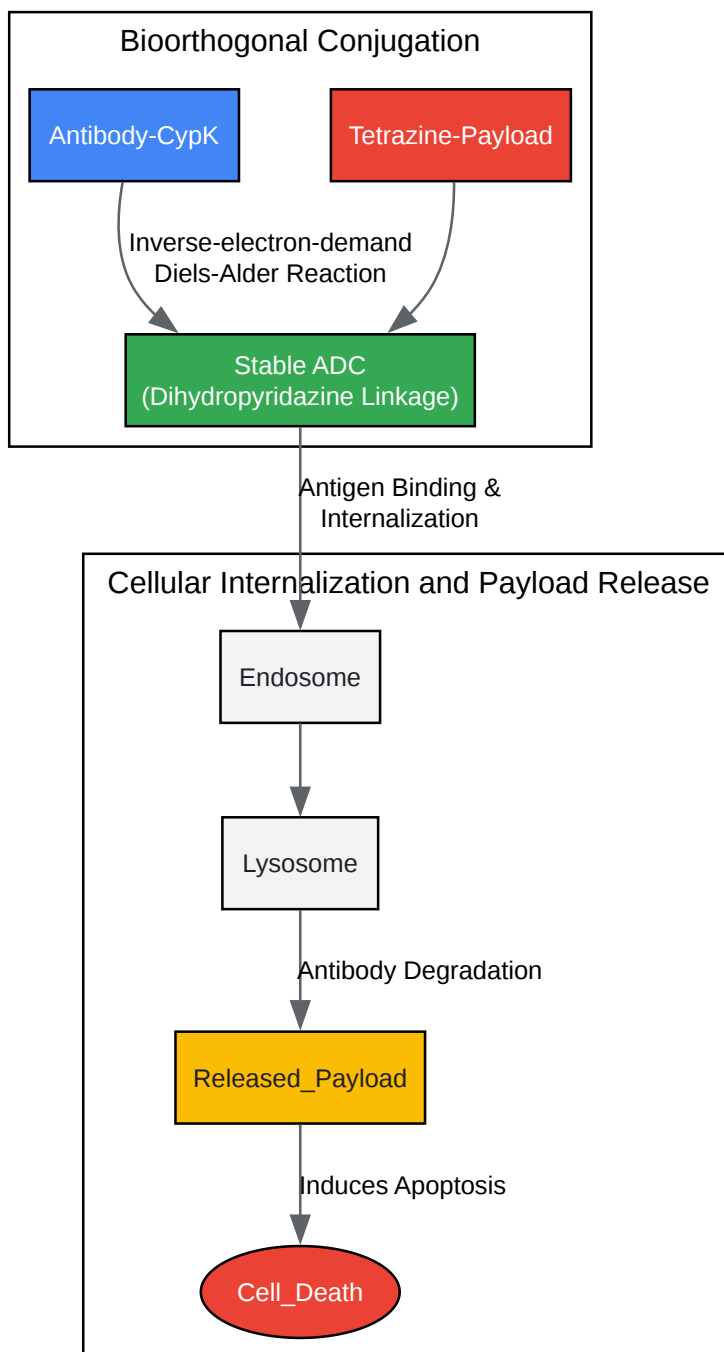 Bioorthogonal Conjugation
Antibody-CypK
Tetrazine-Payload
Inverse-electron-demand
Diels-Alder Reaction
Stable ADC
(Dihydropyridazine Linkage)
Antigen Binding &
Internalization
Cellular Internalization and Payload Release
Endosome
Lysosome
Antibody Degradation
Released_Payload
Induces Apoptosis
Cell_Death